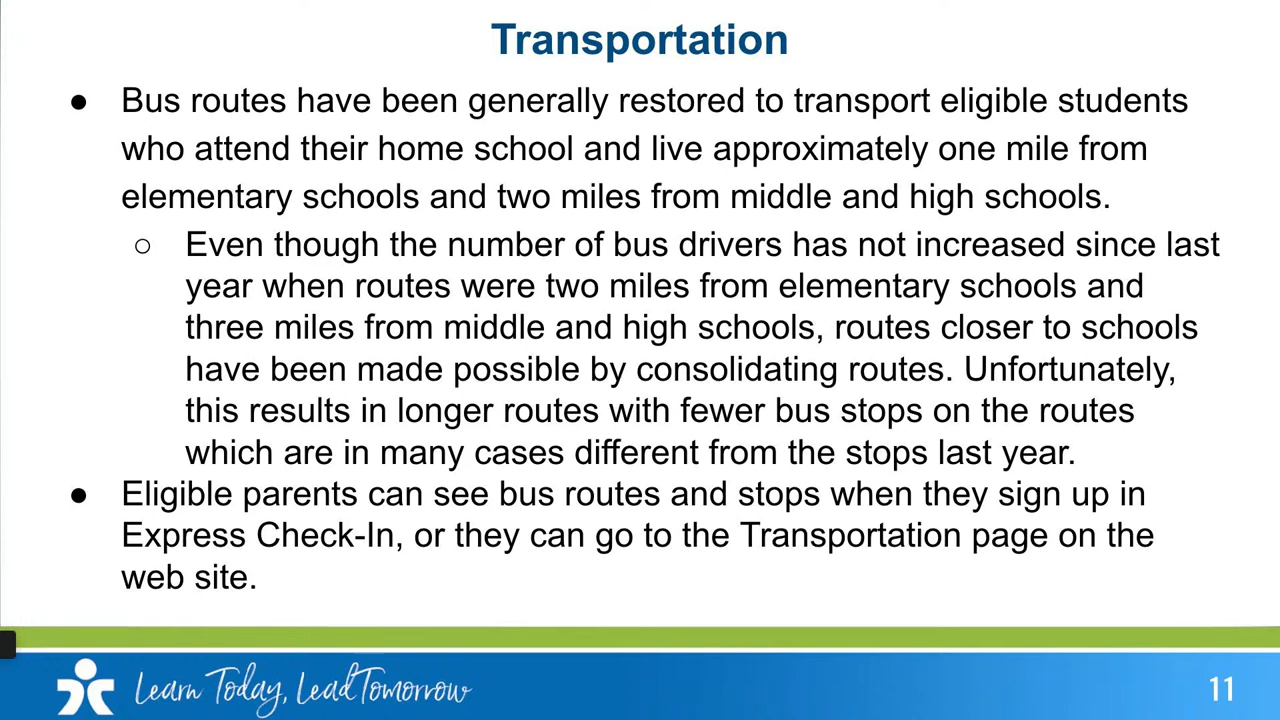 Transportation
● Bus routes have been generally restored to transport eligible students
who attend their home school and live approximately one mile from
elementary schools and two miles from middle and high schools.
○ Even though the number of bus drivers has not increased since last
year when routes were two miles from elementary schools and
three miles from middle and high schools, routes closer to schools
have been made possible by consolidating routes. Unfortunately,
this results in longer routes with fewer bus stops on the routes
which are in many cases different from the stops last year.
● Eligible parents can see bus routes and stops when they sign up in
Express Check-In, or they can go to the Transportation page on the
web site.
Learn Today, Lead Tomorrow
11